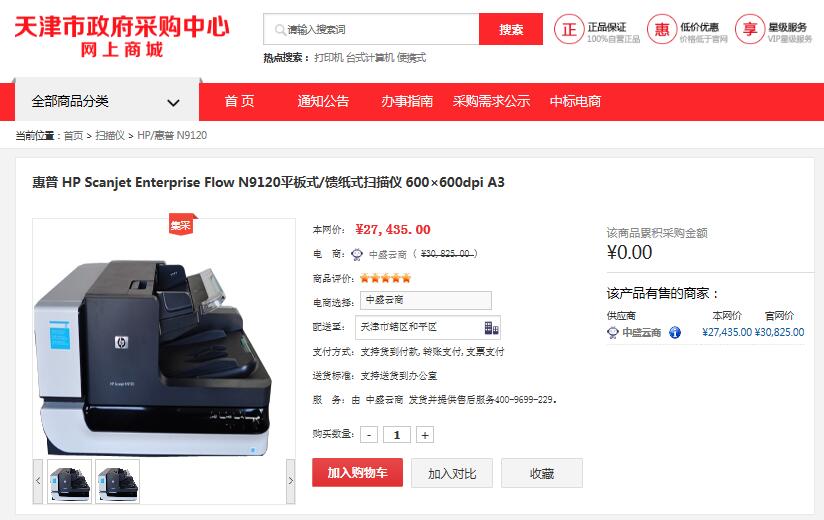 天津市政府采购中心
网上商城
请输入搜索词
搜索
热点搜索： 打印机 台式计算机 便携式
正 正品保证
100%自营正品
惠 低价优惠
价格低于官网
享 星级服务
VIP星级服务
全部商品分类
首 页 通知公告 办事指南 采购需求公示 中标电商
当前位置：首页 > 扫描仪 > HP/惠普 N9120
惠普 HP Scanjet Enterprise Flow N9120平板式/馈纸式扫描仪 600×600dpi A3
集采
hp
HP Scanjet N9120
本网价： ¥27,435.00
电 商： 中盛云商（ ¥30,825.00 ）
商品评价：
电商选择： 中盛云商
配送至： 天津市辖区和平区
支付方式： 支持货到付款, 转账支付, 支票支付
送货标准： 支持送货到办公室
服 务： 由 中盛云商 发货并提供售后服务400-9699-229。
购买数量： - 1 +
加入购物车 加入对比 收藏
该商品累积采购金额
¥0.00
该产品有售的商家：
供应商 本网价 官网价
中盛云商 ¥27,435.00 ¥30,825.00